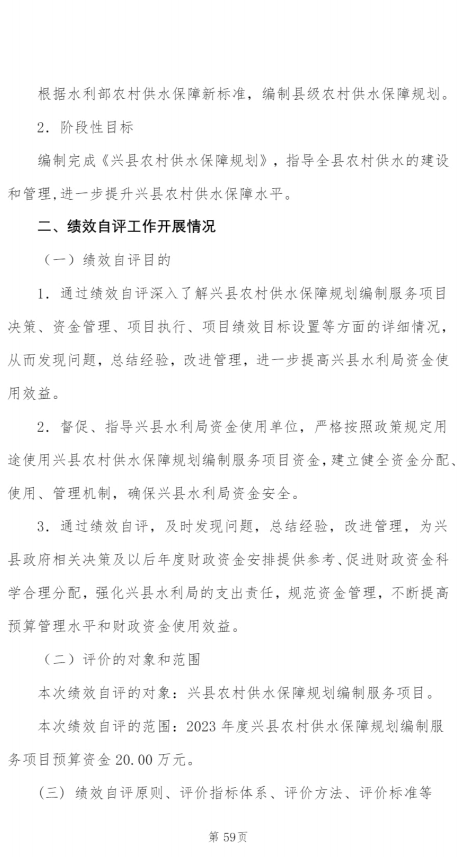 根据水利部农村供水保障新标准，编制县级农村供水保障规划。
2．阶段性目标
编制完成《兴县农村供水保障规划》，指导全县农村供水的建设
和管理,进一步提升兴县农村供水保障水平。
二、绩效自评工作开展情况
（一）绩效自评目的
1．通过绩效自评深入了解兴县农村供水保障规划编制服务项目
决策、资金管理、项目执行、项目绩效目标设置等方面的详细情况，
从而发现问题，总结经验，改进管理，进一步提高兴县水利局资金使
用效益。
2．督促、指导兴县水利局资金使用单位，严格按照政策规定用
途使用兴县农村供水保障规划编制服务项目资金，建立健全资金分配、
使用、管理机制，确保兴县水利局资金安全。
3．通过绩效自评，及时发现问题，总结经验，改进管理，为兴
县政府相关决策及以后年度财政资金安排提供参考、促进财政资金科
学合理分配，强化兴县水利局的支出责任，规范资金管理，不断提高
预算管理水平和财政资金使用效益。
（二）评价的对象和范围
本次绩效自评的对象：兴县农村供水保障规划编制服务项目。
本次绩效自评的范围：2023 年度兴县农村供水保障规划编制服
务项目预算资金 20.00 万元。
(三) 绩效自评原则、评价指标体系、评价方法、评价标准等
第 59页